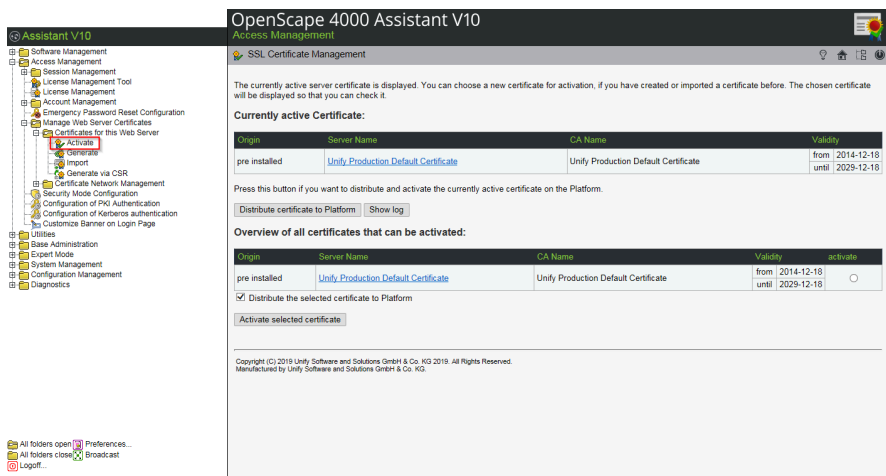 Assistant V10
Software Management
Access Management
Session Management
License Management Tool
License Management
Account Management
Emergency Password Reset Configuration
Manage Web Server Certificates
Certificates for this Web Server
Activate
Generate
Import
Generate via CSR
Certificate Network Management
Security Mode Configuration
Configuration of PKI Authentication
Configuration of Kerberos authentication
Customize Banner on Login Page
Utilities
Base Administration
Expert Mode
System Management
Configuration Management
Diagnostics
All folders open Preferences...
All folders close Broadcast
Logoff...
OpenScape 4000 Assistant V10
Access Management
SSL Certificate Management
The currently active server certificate is displayed. You can choose a new certificate for activation, if you have created or imported a certificate before. The chosen certificate
will be displayed so that you can check it.
Currently active Certificate:
Origin Server Name CA Name Validity
pre installed Unify Production Default Certificate Unify Production Default Certificate from 2014-12-18
until 2029-12-18
Press this button if you want to distribute and activate the currently active certificate on the Platform.
Distribute certificate to Platform Show log
Overview of all certificates that can be activated:
Origin Server Name CA Name Validity activate
pre installed Unify Production Default Certificate Unify Production Default Certificate from 2014-12-18
until 2029-12-18
Distribute the selected certificate to Platform
Activate selected certificate
Copyright (C) 2019 Unify Software and Solutions GmbH & Co. KG 2019. All Rights Reserved.
Manufactured by Unify Software and Solutions GmbH & Co. KG.